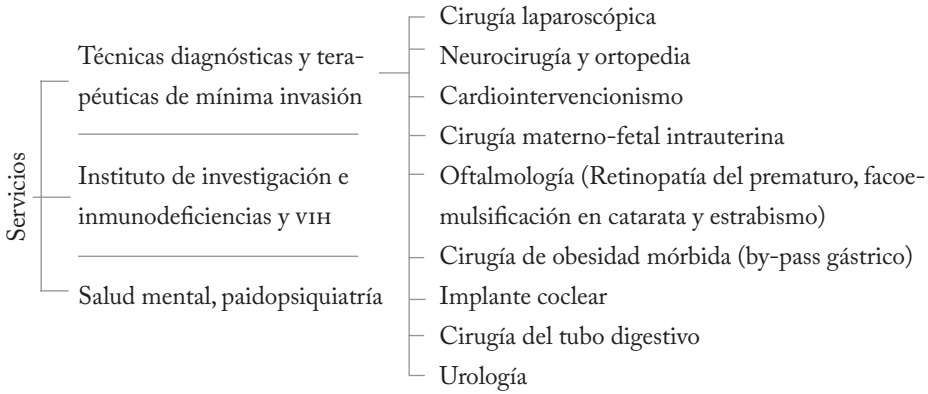 Servicios
Técnicas diagnósticas y tera-
péuticas de mínima invasión
Instituto de investigación e
inmunodeficiencias y VIH
Salud mental, paidopsiquiatría
Cirugía laparoscópica
Neurocirugía y ortopedia
Cardiointervencionismo
Cirugía materno-fetal intrauterina
Oftalmología (Retinopatía del prematuro, facoe-
mulsificación en catarata y estrabismo)
Cirugía de obesidad mórbida (by-pass gástrico)
Implante coclear
Cirugía del tubo digestivo
Urología